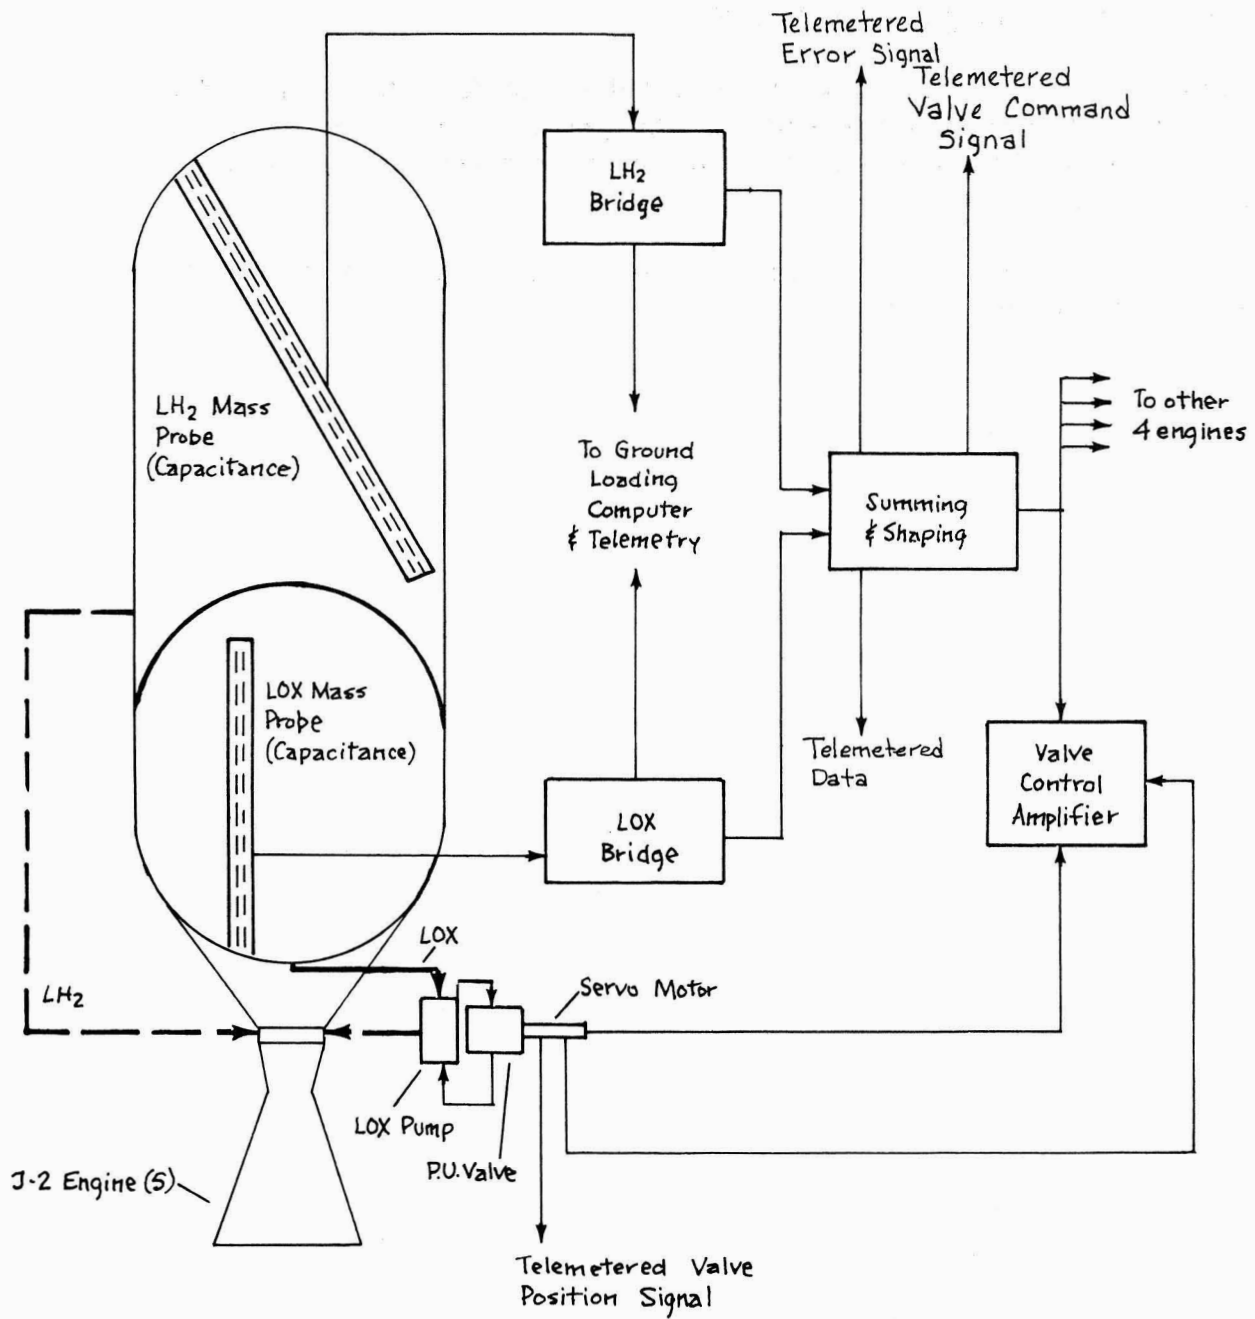 Telemetered
Error Signal
Telemetered
Valve Command
Signal
LH2
Bridge
To other
4 engines
LH2 Mass
Probe
(Capacitance)
To Ground
Loading
Computer
& Telemetry
Summing
& Shaping
LOX Mass
Probe
(Capacitance)
Telemetered
Data
Valve
Control
Amplifier
LOX
Bridge
LOX
LH2
Servo Motor
LOX Pump
P.U. Valve
J-2 Engine (5)
Telemetered Valve
Position Signal